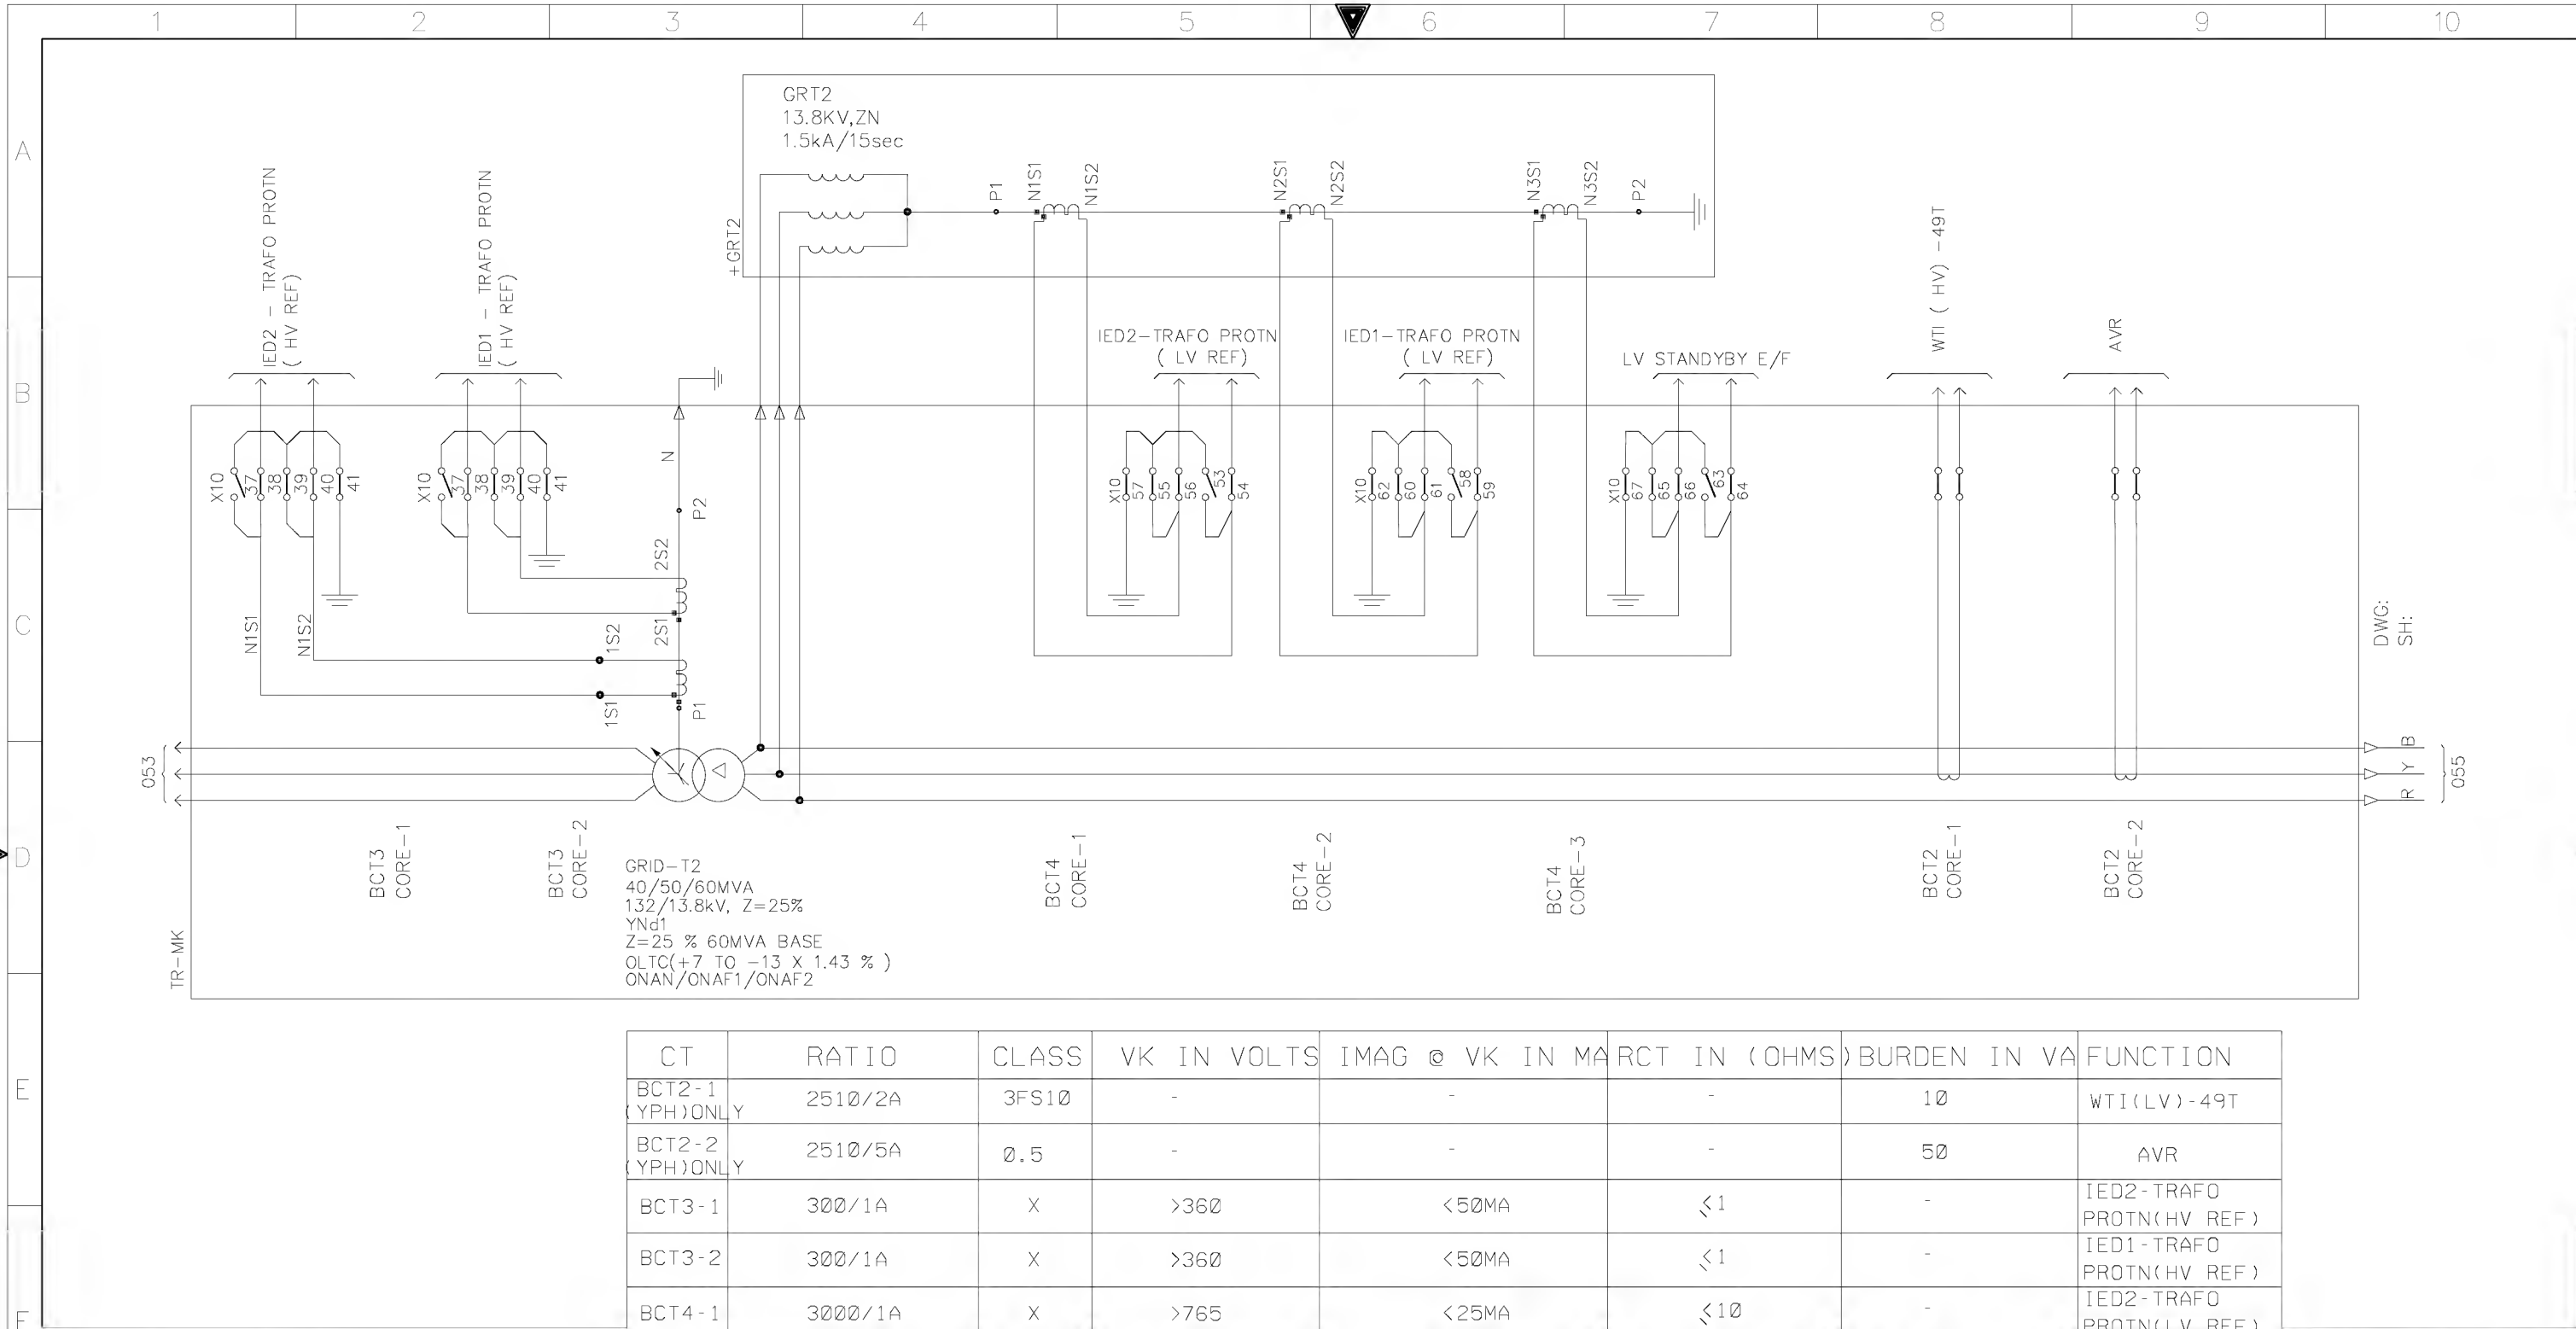 1 2 3 4 5 6 7 8 9 10
A
B
C
D
E
F
GRT2
13.8KV,ZN
1.5kA/15sec
+GRT2
P1
N1S1
N1S2
N2S1
N2S2
N3S1
N3S2
P2
IED2 - TRAFO PROTN
( HV REF)
IED1 - TRAFO PROTN
( HV REF)
IED2-TRAFO PROTN
( LV REF)
IED1-TRAFO PROTN
( LV REF)
LV STANDYBY E/F
WTI ( HV) -49T
AVR
X10 37 38 39 40 41
X10 37 38 39 40 41
N
P2
2S2
2S1
1S2
1S1
P1
N1S1
N1S2
X10 57 55 56 53 54
X10 62 60 61 58 59
X10 67 65 66 63 64
DWG:
SH:
053
B
Y
R
055
BCT3
CORE-1
BCT3
CORE-2
GRID-T2
40/50/60MVA
132/13.8kV, Z=25%
YNd1
Z=25 % 60MVA BASE
OLTC(+7 TO -13 X 1.43 % )
ONAN/ONAF1/ONAF2
BCT4
CORE-1
BCT4
CORE-2
BCT4
CORE-3
BCT2
CORE-1
BCT2
CORE-2
TR-MK
CT RATIO CLASS VK IN VOLTS IMAG @ VK IN MA RCT IN (OHMS) BURDEN IN VA FUNCTION
BCT2-1
(YPH)ONLY 2510/2A 3FS10 - - - 10 WTI(LV)-49T
BCT2-2
(YPH)ONLY 2510/5A 0.5 - - - 50 AVR
BCT3-1 300/1A X >360 <50MA ≤1 - IED2-TRAFO
PROTN(HV REF)
BCT3-2 300/1A X >360 <50MA ≤1 - IED1-TRAFO
PROTN(HV REF)
BCT4-1 3000/1A X >765 <25MA ≤10 - IED2-TRAFO
PROTN(LV REF)